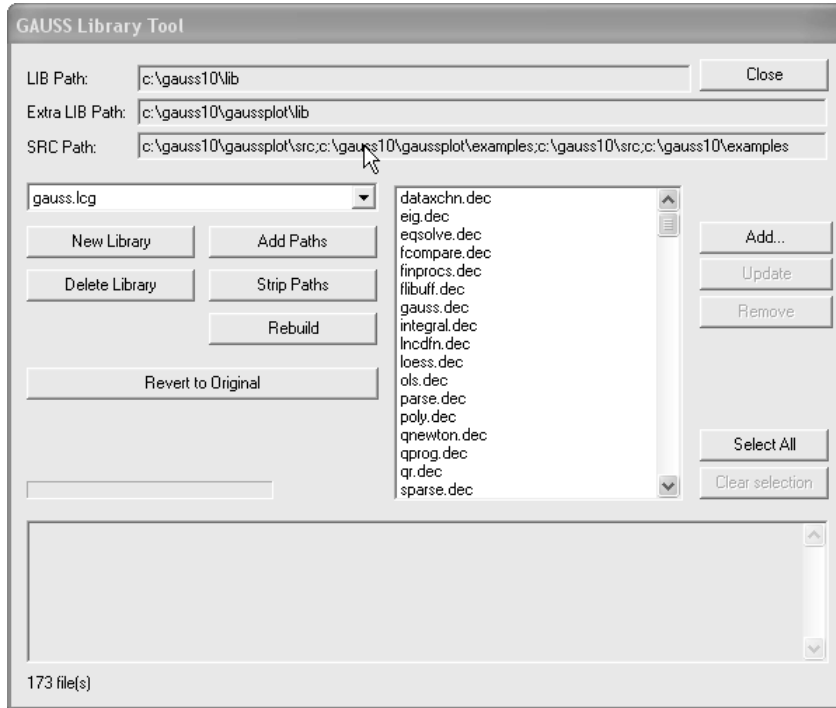 GAUSS Library Tool
LIB Path:
c:\gauss10\lib
Close
Extra LIB Path:
c:\gauss10\gaussplot\lib
SRC Path:
c:\gauss10\gaussplot\src;c:\gauss10\gaussplot\examples;c:\gauss10\src;c:\gauss10\examples
gauss.lcg
New Library
Add Paths
Delete Library
Strip Paths
Rebuild
Revert to Original
dataxchn.dec
eig.dec
eqsolve.dec
fcompare.dec
finprocs.dec
flibuff.dec
gauss.dec
integral.dec
lncdfn.dec
loess.dec
ols.dec
parse.dec
poly.dec
qnewton.dec
qprog.dec
qr.dec
sparse.dec
Add...
Update
Remove
Select All
Clear selection
173 file(s)